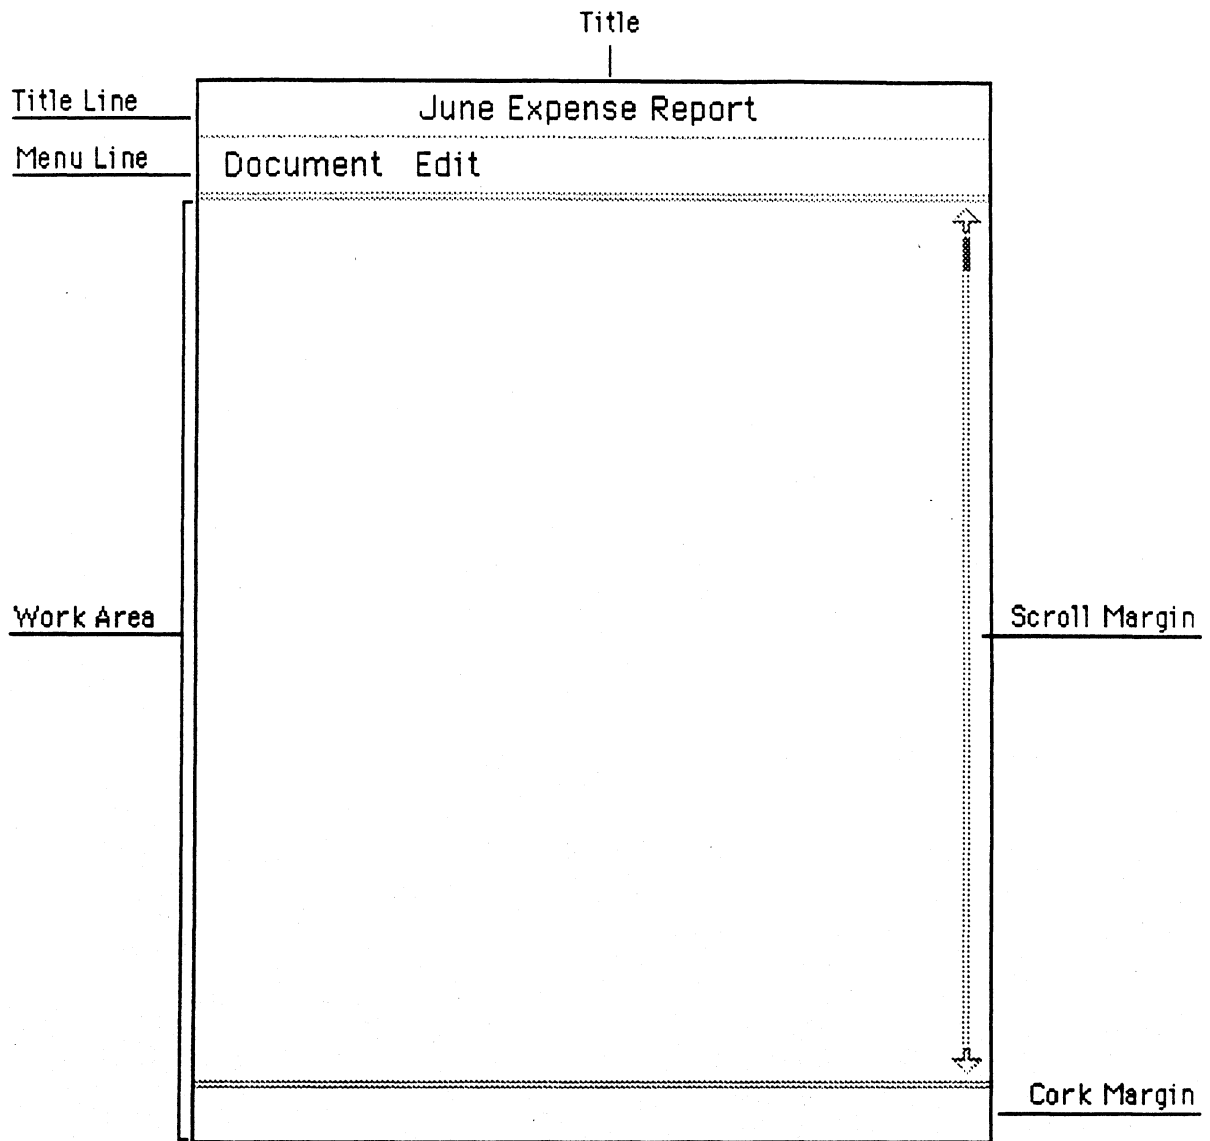 Title
Title Line
June Expense Report
Menu Line
Document Edit
Work Area
Scroll Margin
Cork Margin